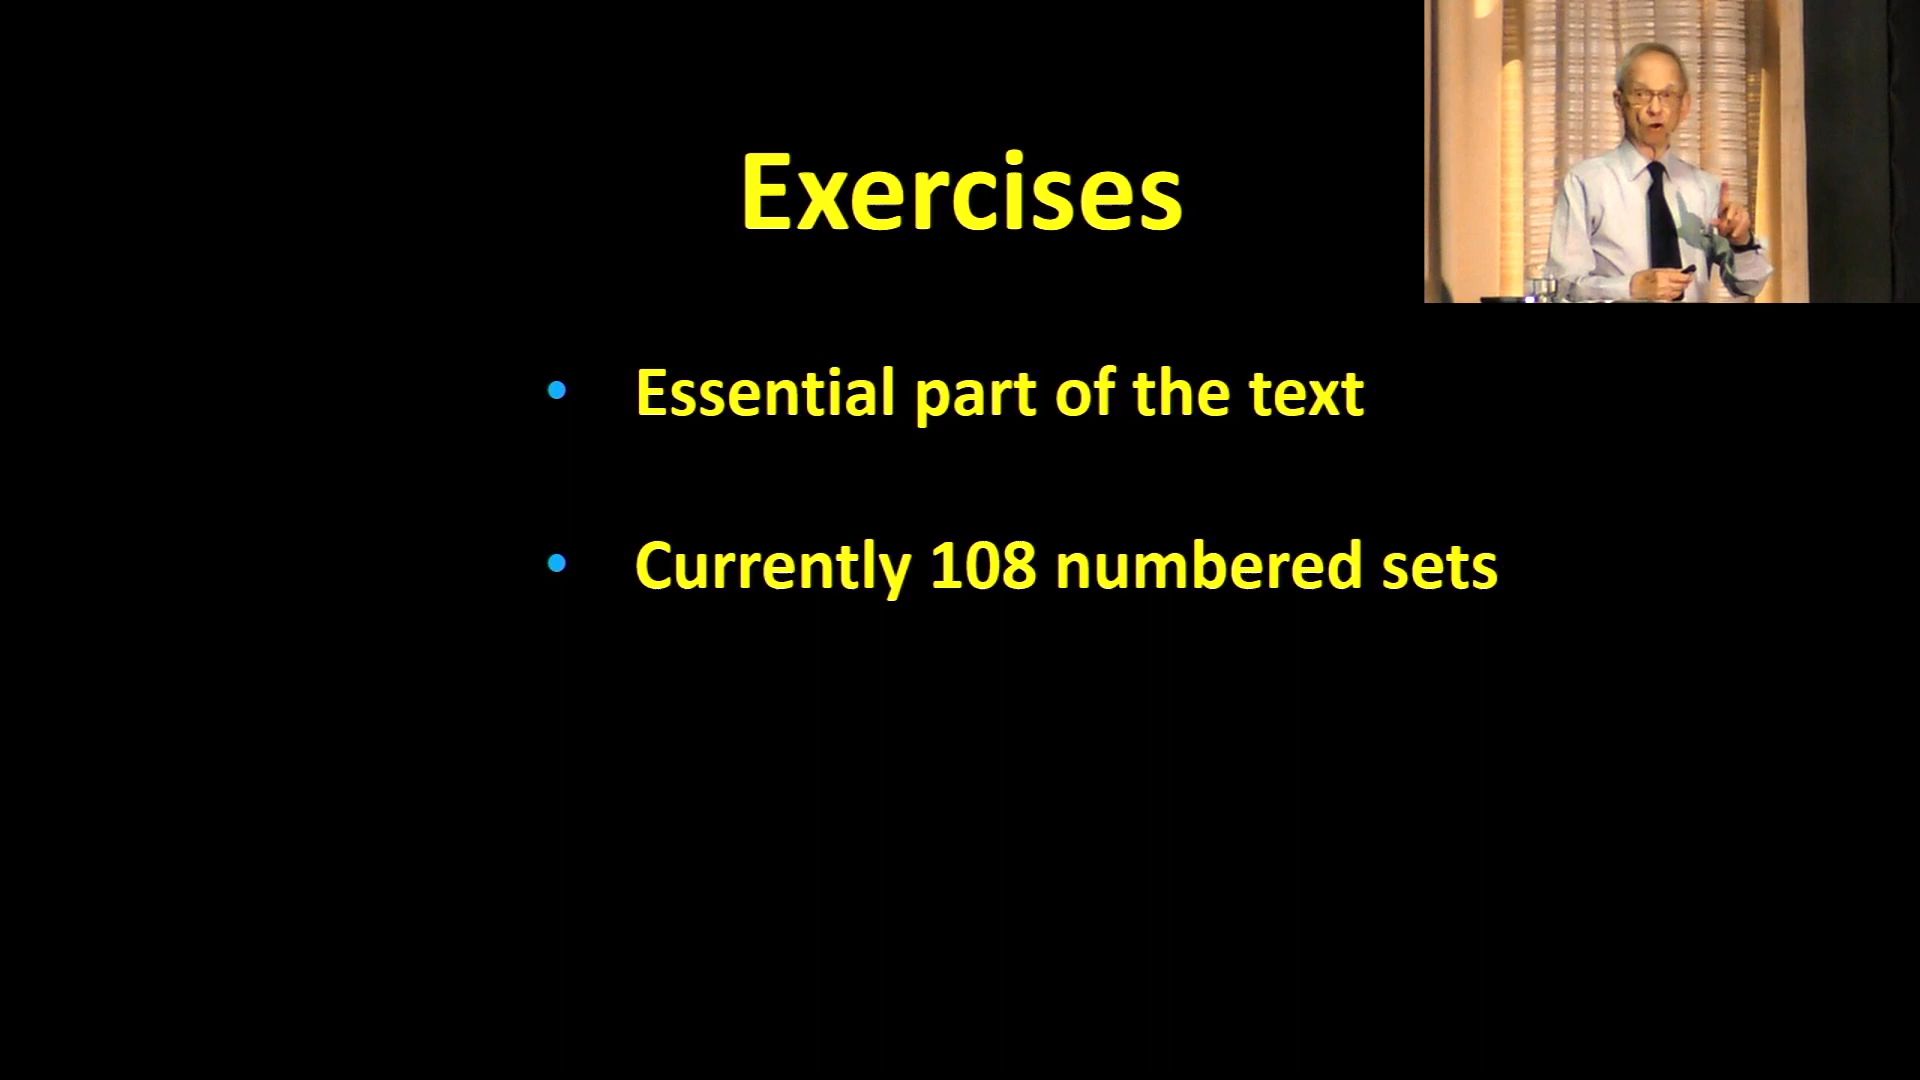 Exercises
• Essential part of the text
• Currently 108 numbered sets